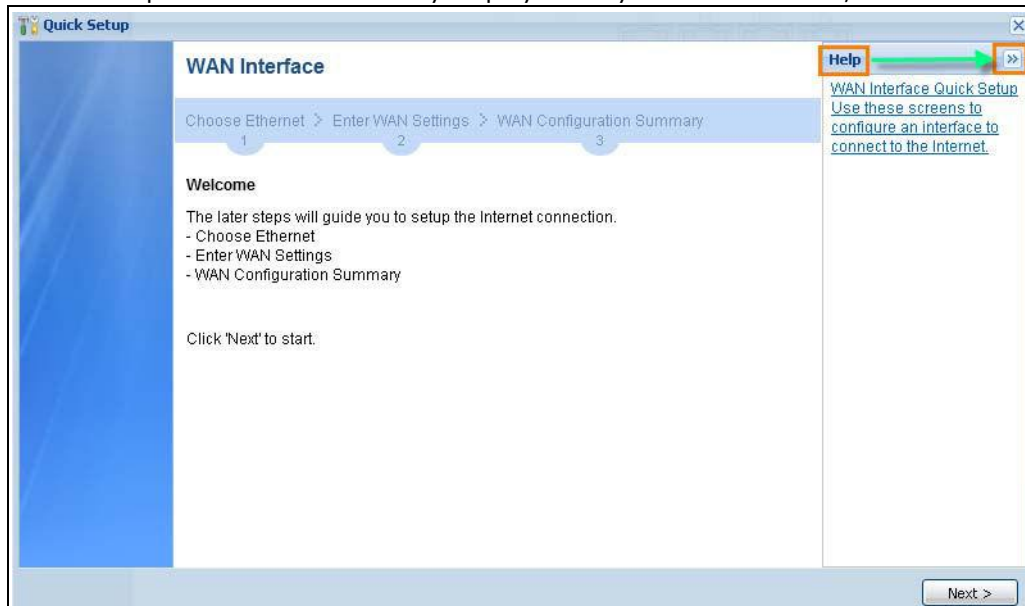 Quick Setup
WAN Interface
Choose Ethernet > Enter WAN Settings > WAN Configuration Summary
1 2 3
Welcome
The later steps will guide you to setup the Internet connection.
- Choose Ethernet
- Enter WAN Settings
- WAN Configuration Summary
Click 'Next' to start.
Help »
WAN Interface Quick Setup
Use these screens to
configure an interface to
connect to the Internet.
Next >